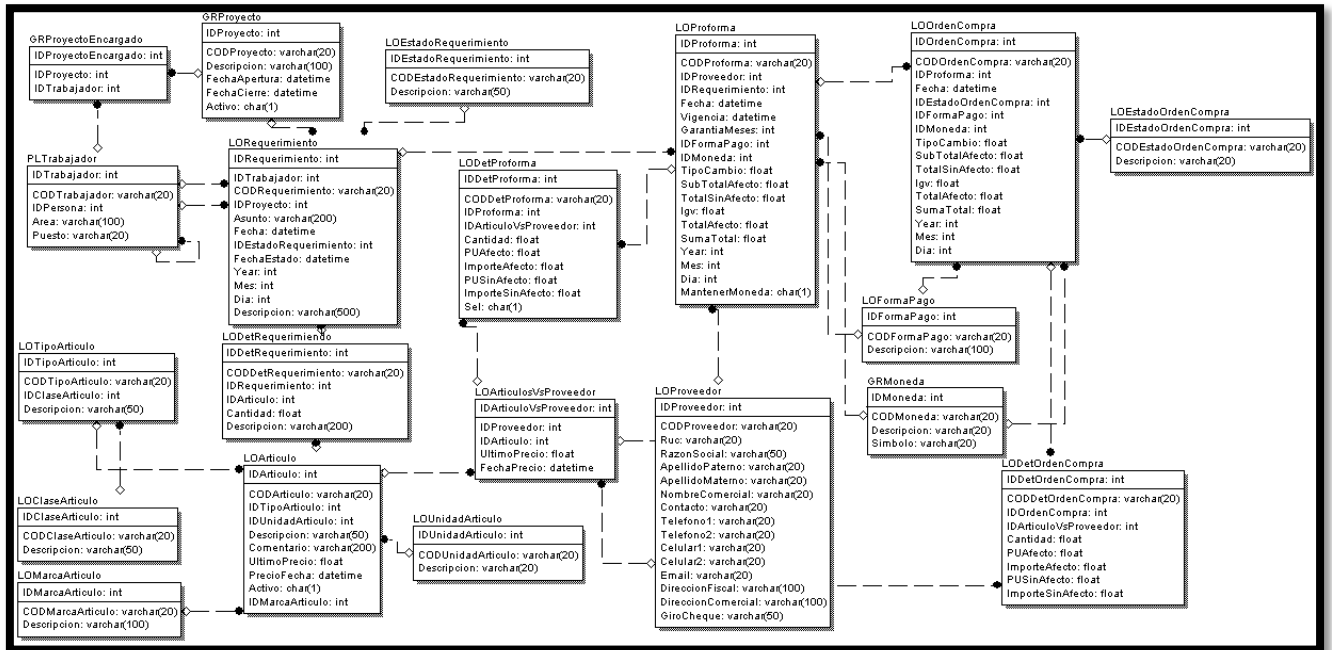 GRProyectoEncargado
IDProyectoEncargado: int
IDProyecto: int
IDTrabajador: int
GRProyecto
IDProyecto: int
CODProyecto: varchar(20)
Descripcion: varchar(100)
FechaApertura: datetime
FechaCierre: datetime
Activo: char(1)
LOEstadoRequerimiento
IDEstadoRequerimiento: int
CODEstadoRequerimiento: varchar(20)
Descripcion: varchar(50)
LOProforma
IDProforma: int
CODProforma: varchar(20)
IDProveedor: int
IDRequerimiento: int
Fecha: datetime
Vigencia: datetime
GarantiaMeses: int
IDFormaPago: int
IDMoneda: int
TipoCambio: float
SubTotalAfecto: float
TotalSinAfecto: float
Igv: float
TotalAfecto: float
SumaTotal: float
Year: int
Mes: int
Dia: int
MantenerMoneda: char(1)
LOOrdenCompra
IDOrdenCompra: int
CODOrdenCompra: varchar(20)
IDProforma: int
Fecha: datetime
IDEstadoOrdenCompra: int
IDFormaPago: int
IDMoneda: int
TipoCambio: float
SubTotalAfecto: float
TotalSinAfecto: float
Igv: float
TotalAfecto: float
SumaTotal: float
Year: int
Mes: int
Dia: int
LOEstadoOrdenCompra
IDEstadoOrdenCompra: int
CODEstadoOrdenCompra: varchar(20)
Descripcion: varchar(20)
PLTrabajador
IDTrabajador: int
CODTrabajador: varchar(20)
IDPersona: int
Area: varchar(100)
Puesto: varchar(20)
LORequerimiento
IDRequerimiento: int
IDTrabajador: int
CODRequerimiento: varchar(20)
IDProyecto: int
Asunto: varchar(200)
Fecha: datetime
IDEstadoRequerimiento: int
FechaEstado: datetime
Year: int
Mes: int
Dia: int
Descripcion: varchar(500)
LODetProforma
IDDetProforma: int
CODDetProforma: varchar(20)
IDProforma: int
IDArticuloVsProveedor: int
Cantidad: float
PUAfecto: float
ImporteAfecto: float
PUSinAfecto: float
ImporteSinAfecto: float
Sel: char(1)
LOFormaPago
IDFormaPago: int
CODFormaPago: varchar(20)
Descripcion: varchar(100)
LOTipoArticulo
IDTipoArticulo: int
CODTipoArticulo: varchar(20)
IDClaseArticulo: int
Descripcion: varchar(50)
LODetRequerimiendo
IDDetRequerimiento: int
CODDetRequerimiento: varchar(20)
IDRequerimiento: int
IDArticulo: int
Cantidad: float
Descripcion: varchar(200)
LOArticulosVsProveedor
IDArticuloVsProveedor: int
IDProveedor: int
IDArticulo: int
UltimoPrecio: float
FechaPrecio: datetime
LOProveedor
IDProveedor: int
CODProveedor: varchar(20)
Ruc: varchar(20)
RazonSocial: varchar(50)
ApellidoPaterno: varchar(20)
ApellidoMaterno: varchar(20)
NombreComercial: varchar(20)
Contacto: varchar(20)
Telefono1: varchar(20)
Telefono2: varchar(20)
Celular1: varchar(20)
Celular2: varchar(20)
Email: varchar(20)
DireccionFiscal: varchar(100)
DireccionComercial: varchar(100)
GiroCheque: varchar(50)
GRMoneda
IDMoneda: int
CODMoneda: varchar(20)
Descripcion: varchar(20)
Simbolo: varchar(20)
LODetOrdenCompra
IDDetOrdenCompra: int
CODDetOrdenCompra: varchar(20)
IDOrdenCompra: int
IDArticuloVsProveedor: int
Cantidad: float
PUAfecto: float
ImporteAfecto: float
PUSinAfecto: float
ImporteSinAfecto: float
LOClaseArticulo
IDClaseArticulo: int
CODClaseArticulo: varchar(20)
Descripcion: varchar(50)
LOArticulo
IDArticulo: int
CODArticulo: varchar(20)
IDTipoArticulo: int
IDUnidadArticulo: int
Descripcion: varchar(50)
Comentario: varchar(200)
UltimoPrecio: float
PrecioFecha: datetime
Activo: char(1)
IDMarcaArticulo: int
LOUnidadArticulo
IDUnidadArticulo: int
CODUnidadArticulo: varchar(20)
Descripcion: varchar(20)
LOMarcaArticulo
IDMarcaArticulo: int
CODMarcaArticulo: varchar(20)
Descripcion: varchar(100)